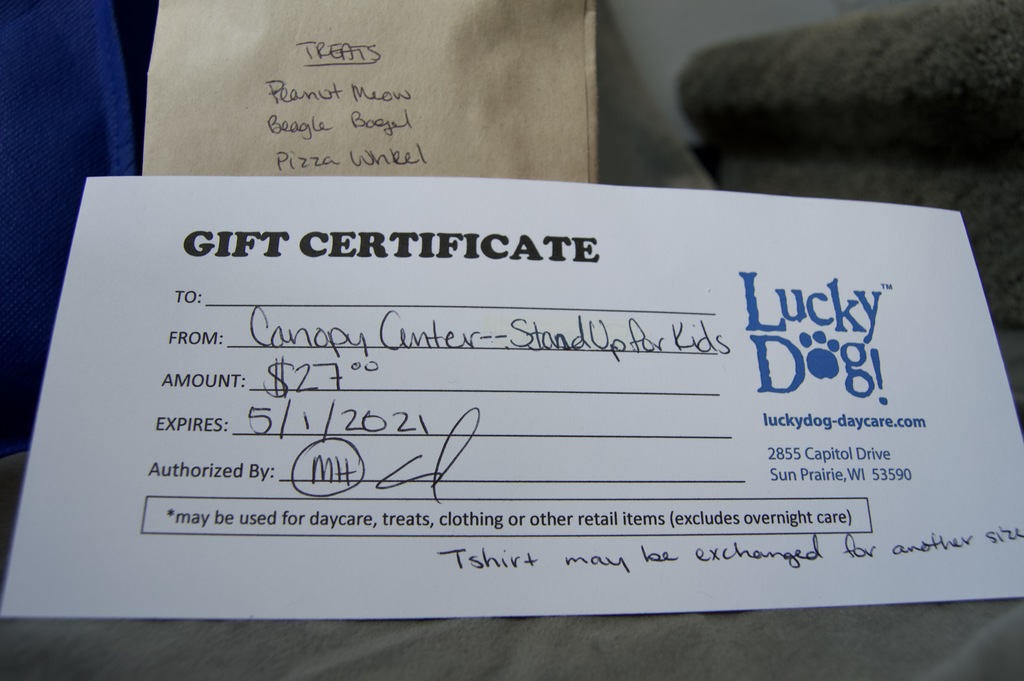 TREATS
Peanut Meow
Beagle Bagel
Pizza Whkel
GIFT CERTIFICATE
TO:
FROM: Canopy Center--Stand Up for Kids
AMOUNT: $27⁰⁰
EXPIRES: 5/1/2021
Authorized By: MH
*may be used for daycare, treats, clothing or other retail items (excludes overnight care)
Tshirt may be exchanged for another size
Lucky™
Dog!
luckydog-daycare.com
2855 Capitol Drive
Sun Prairie, WI 53590